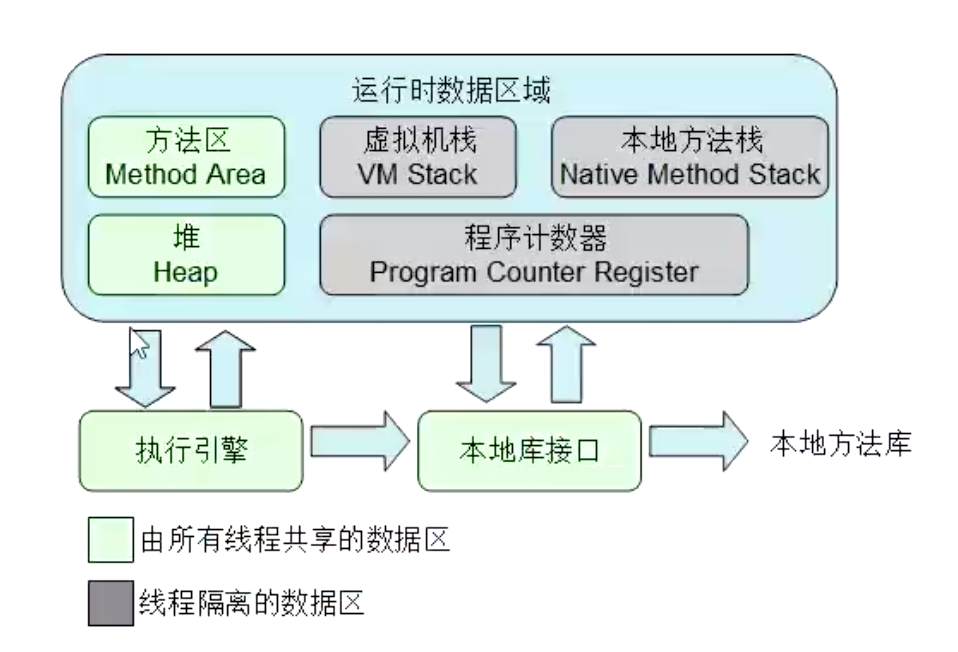 运行时数据区域
方法区
Method Area
虚拟机栈
VM Stack
本地方法栈
Native Method Stack
堆
Heap
程序计数器
Program Counter Register
执行引擎
本地库接口
本地方法库
由所有线程共享的数据区
线程隔离的数据区